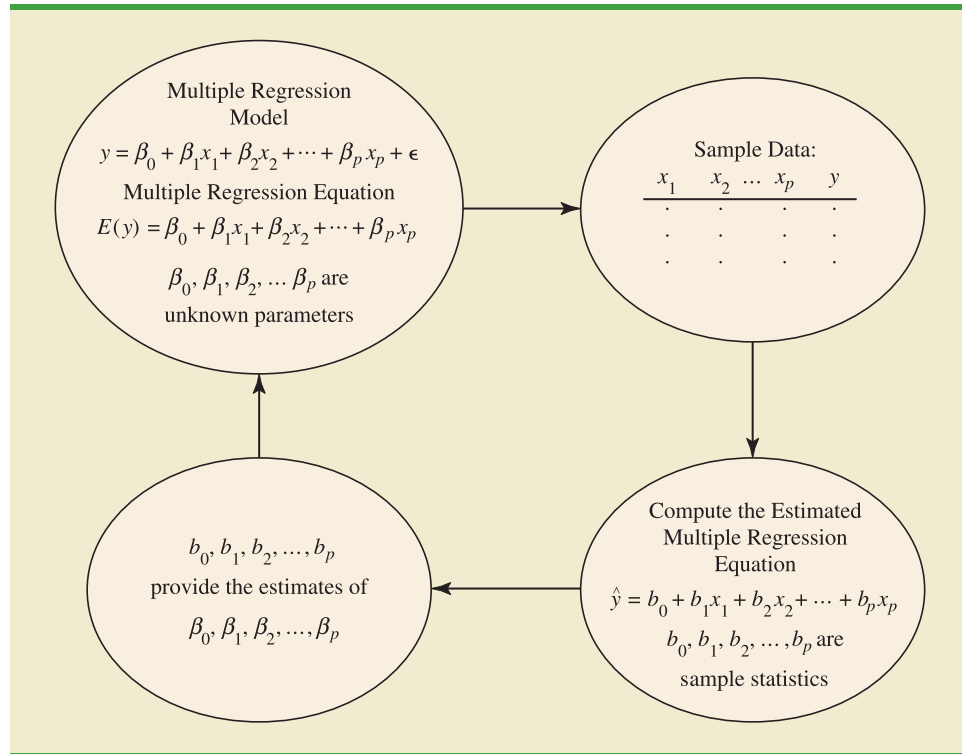 Multiple Regression
Model
y = β₀ + β₁x₁ + β₂x₂ + ⋯ + βₚxₚ + ϵ
Multiple Regression Equation
E(y) = β₀ + β₁x₁ + β₂x₂ + ⋯ + βₚxₚ
β₀, β₁, β₂, … βₚ are
unknown parameters
Sample Data:
x₁ x₂ … xₚ y
. . . .
. . . .
. . . .
Compute the Estimated
Multiple Regression
Equation
ŷ = b₀ + b₁x₁ + b₂x₂ + … + bₚxₚ
b₀, b₁, b₂, … , bₚ are
sample statistics
b₀, b₁, b₂, … , bₚ
provide the estimates of
β₀, β₁, β₂, … , βₚ